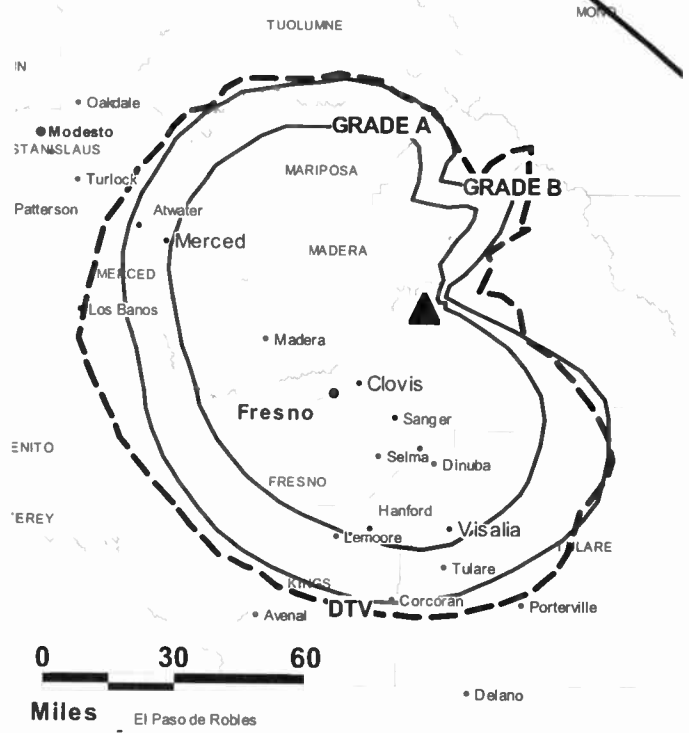 TUOLUMNE
MONO
IN
Oakdale
Modesto
GRADE A
STANISLAUS
MARIPOSA
Turlock
GRADE B
Patterson
Atwater
Merced
MADERA
MERCED
Los Banos
Madera
Clovis
Fresno
Sanger
ENITO
Selma
Dinuba
FRESNO
Hanford
EREY
Visalia
Lemoore
TULARE
Tulare
KINGS
Corcoran
DTV
Porterville
Avenal
0 30 60
Delano
Miles
El Paso de Robles